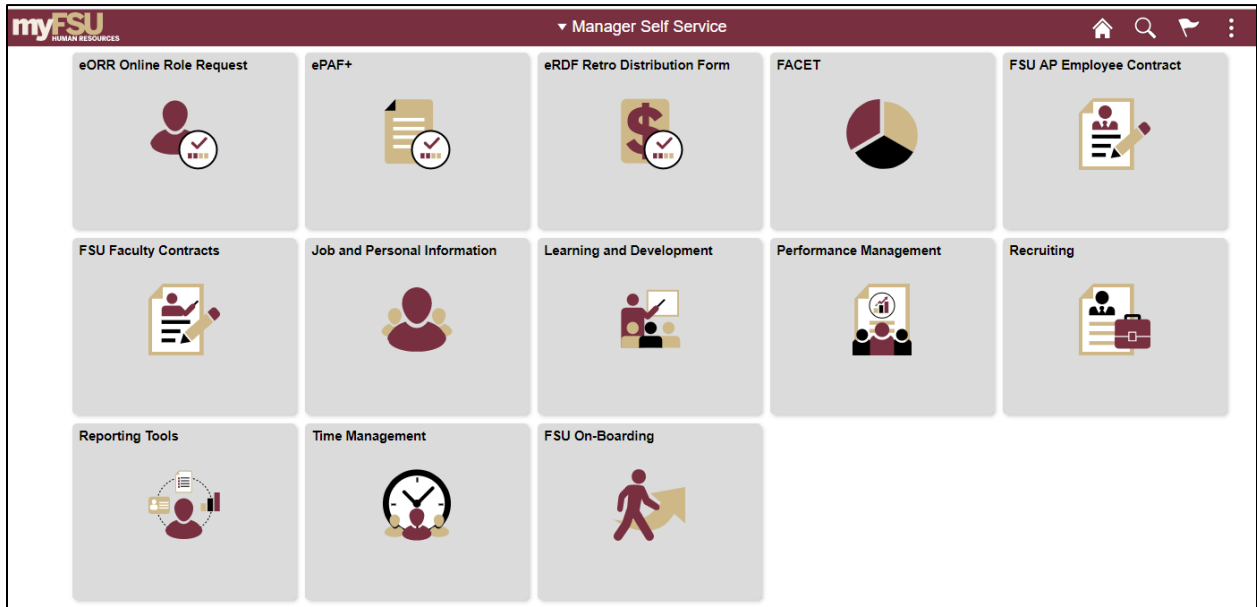 myFSU
HUMAN RESOURCES
Manager Self Service
eORR Online Role Request
ePAF+
eRDF Retro Distribution Form
FACET
FSU AP Employee Contract
FSU Faculty Contracts
Job and Personal Information
Learning and Development
Performance Management
Recruiting
Reporting Tools
Time Management
FSU On-Boarding